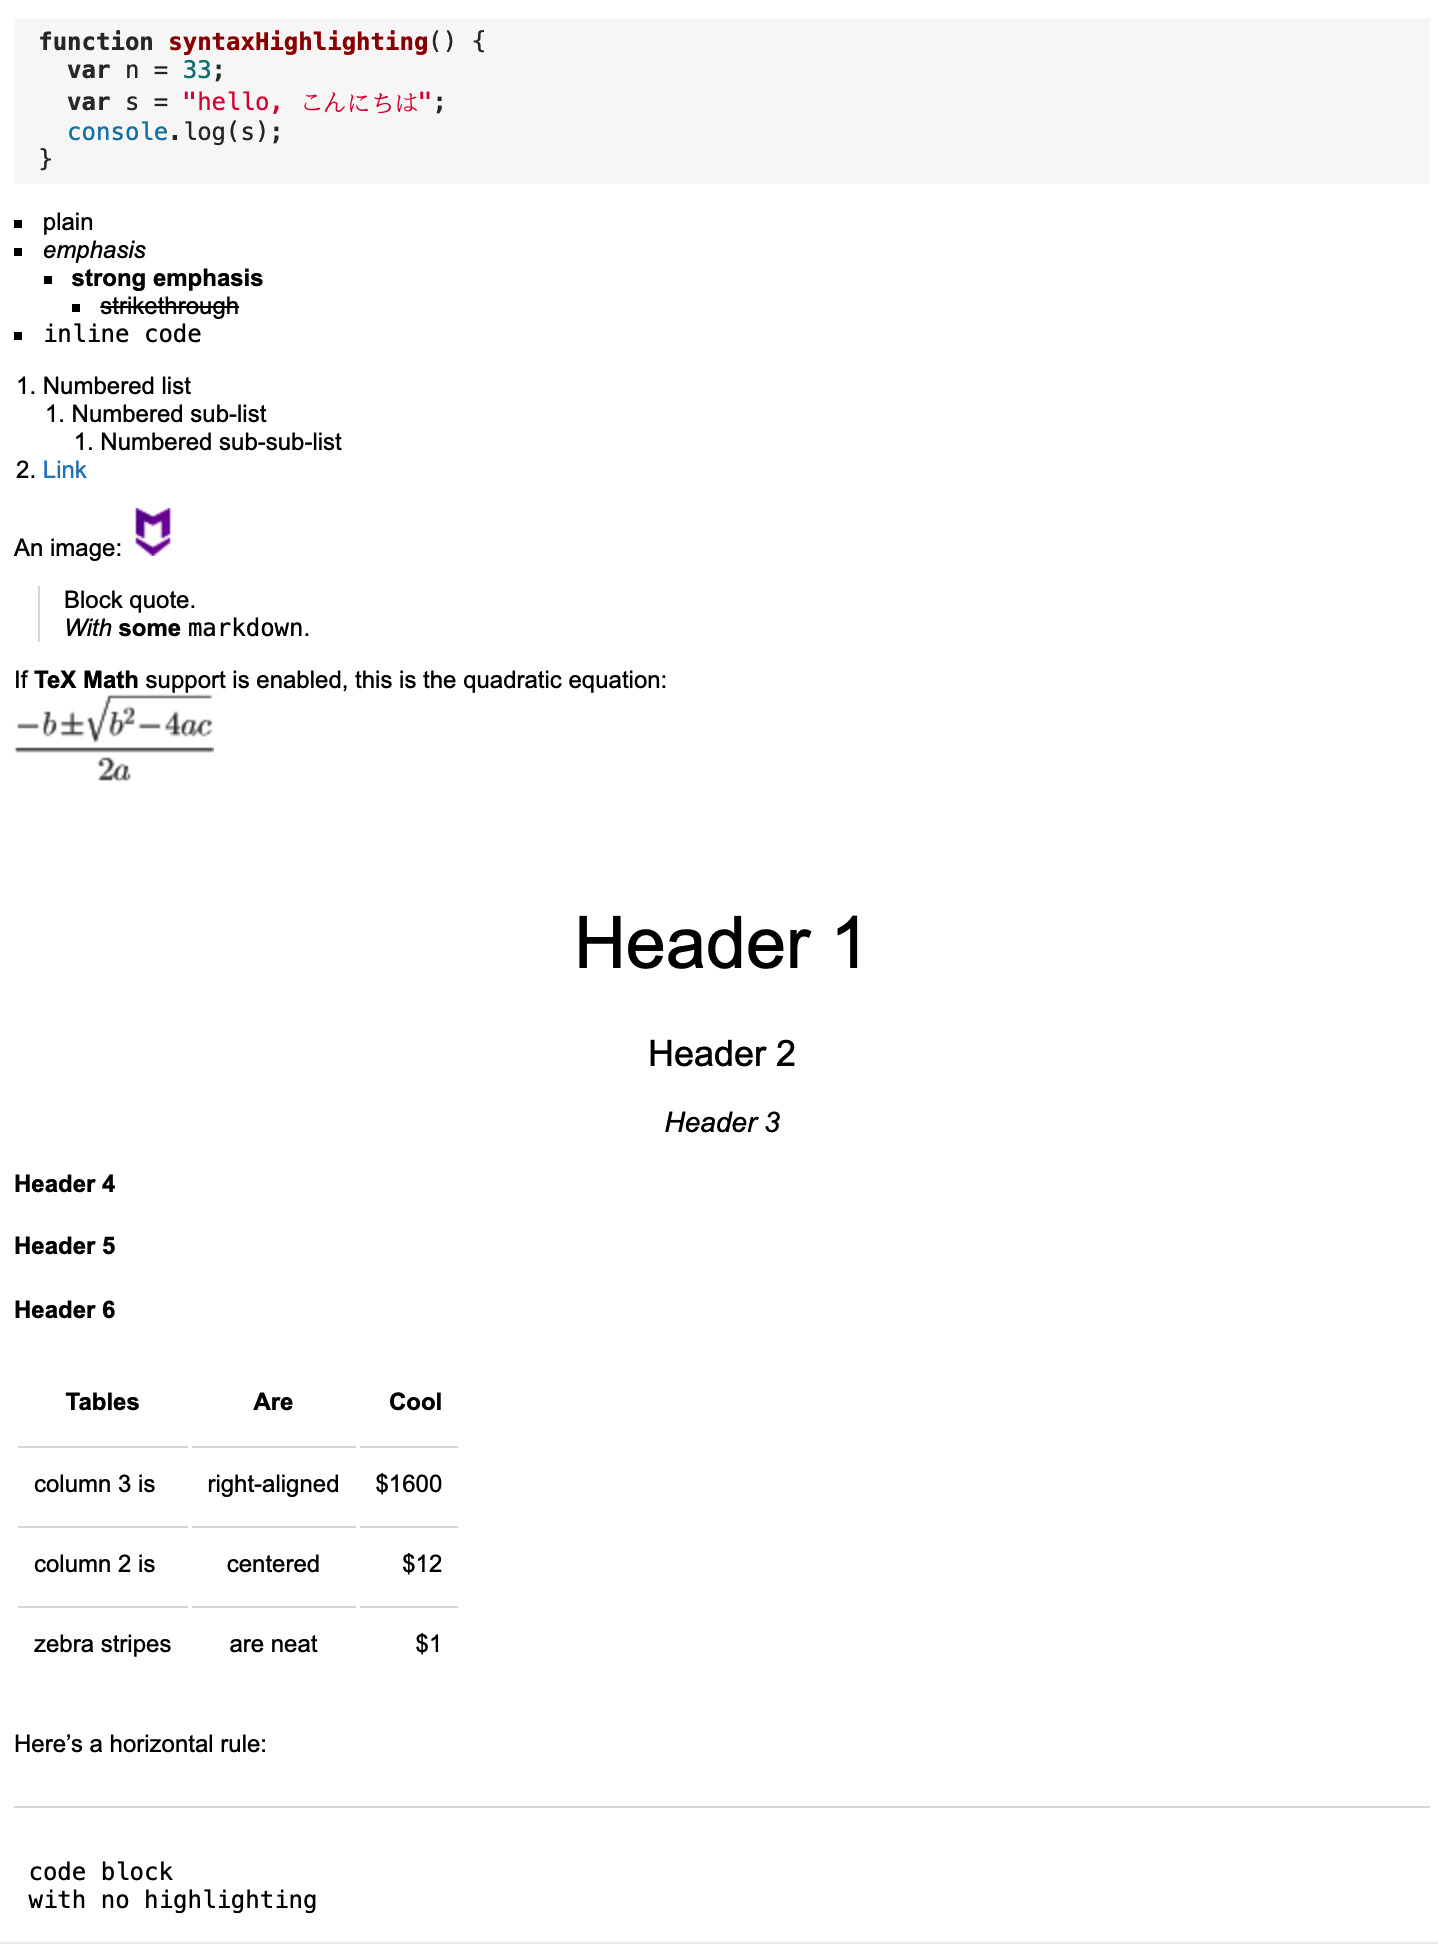 function syntaxHighlighting() {
  var n = 33;
  var s = "hello, こんにちは";
  console.log(s);
}
plain
emphasis
strong emphasis
strikethrough
inline code
1. Numbered list
1. Numbered sub-list
1. Numbered sub-sub-list
2. Link
An image:
Block quote.
With some markdown.
If TeX Math support is enabled, this is the quadratic equation:
−b±√b²−4ac
2a
Header 1
Header 2
Header 3
Header 4
Header 5
Header 6
Tables Are Cool
column 3 is right-aligned $1600
column 2 is centered $12
zebra stripes are neat $1
Here’s a horizontal rule:
code block
with no highlighting